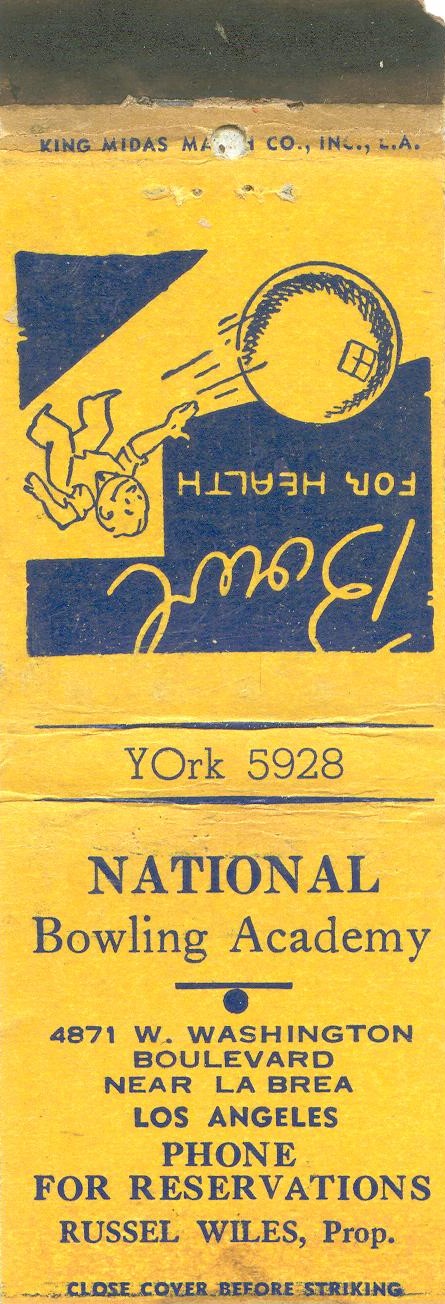 KING MIDAS MATCH CO., INC., L.A.
Bowl
FOR HEALTH
YOrk 5928
NATIONAL
Bowling Academy
4871 W. WASHINGTON
BOULEVARD
NEAR LA BREA
LOS ANGELES
PHONE
FOR RESERVATIONS
RUSSEL WILES, Prop.
CLOSE COVER BEFORE STRIKING